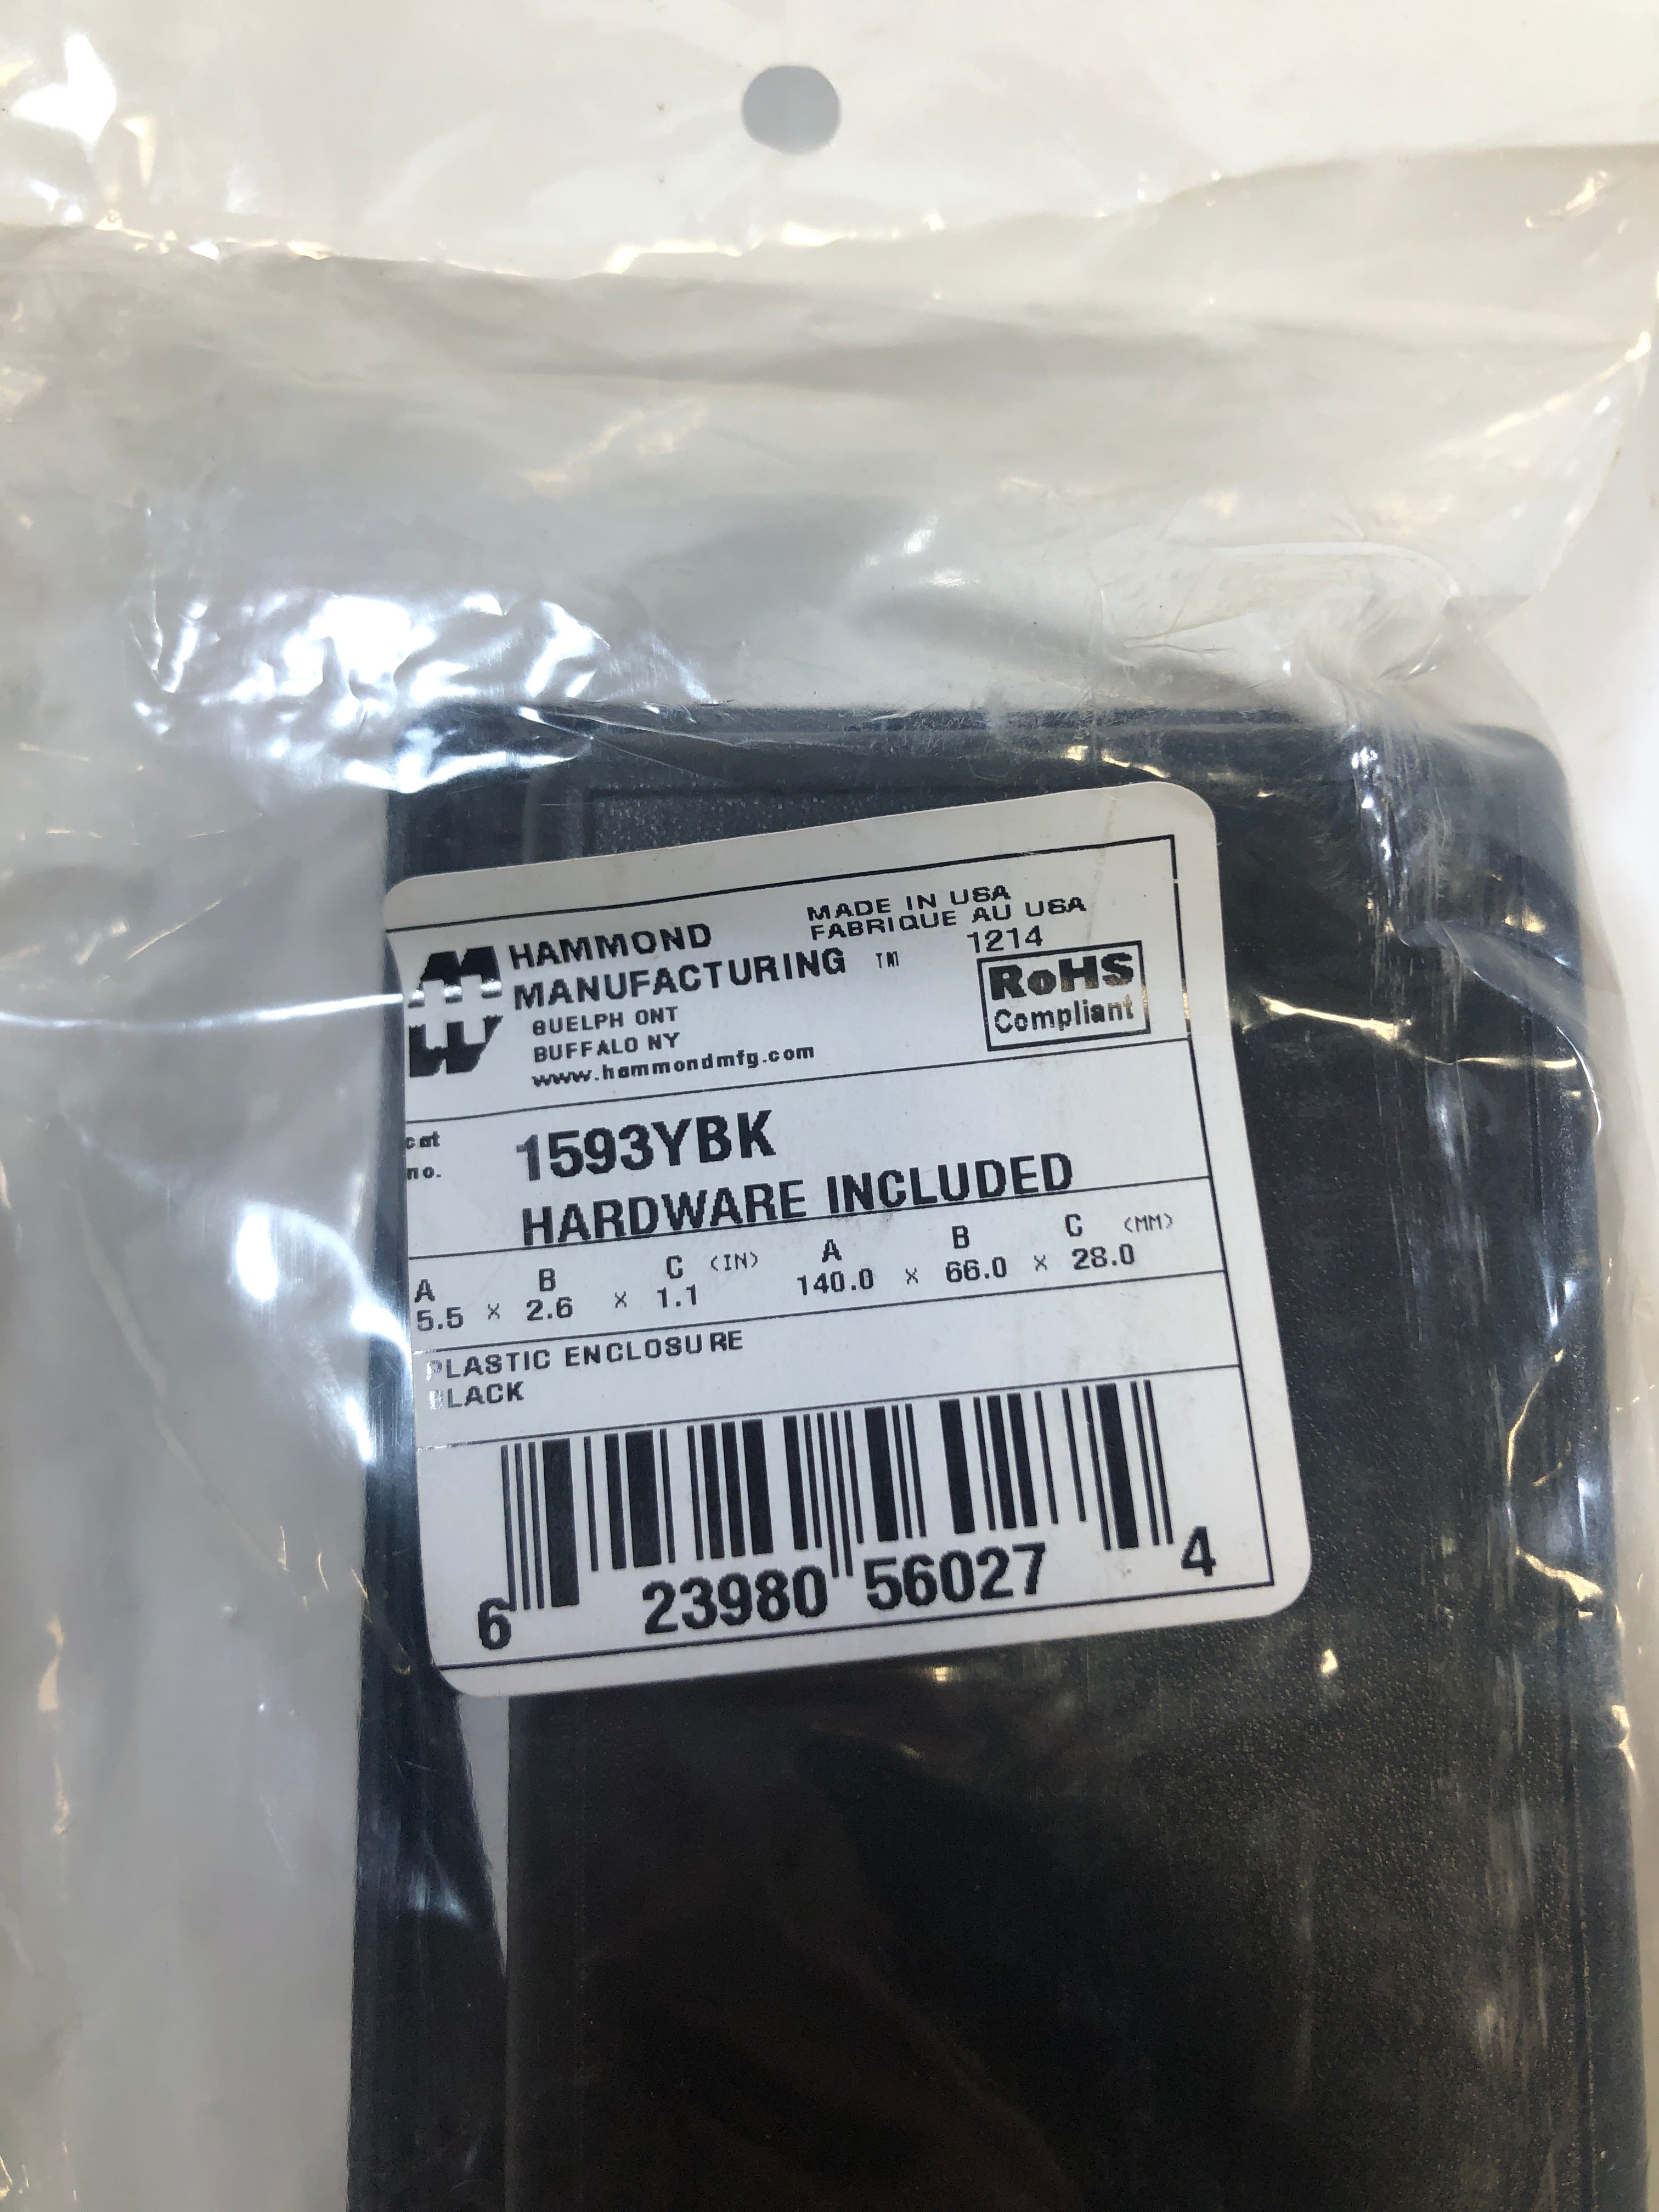 HAMMOND
MANUFACTURING ™
GUELPH ONT
BUFFALO NY
www.hammondmfg.com
MADE IN USA
FABRIQUE AU USA
1214
RoHS
Compliant
cat
no.
1593YBK
HARDWARE INCLUDED
A B C (IN) A B C (MM)
5.5 x 2.6 x 1.1 140.0 x 66.0 x 28.0
PLASTIC ENCLOSURE
BLACK
6 23980 56027 4